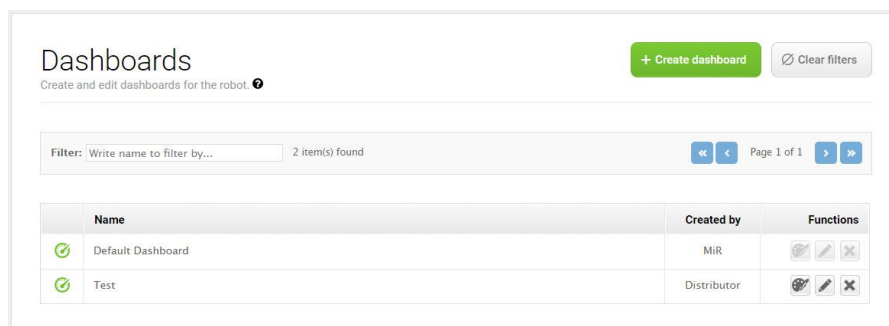 Dashboards
+ Create dashboard
Clear filters
Create and edit dashboards for the robot. ?
Filter: Write name to filter by... 2 item(s) found « ‹ Page 1 of 1 › »
Name Created by Functions
Default Dashboard MiR
Test Distributor